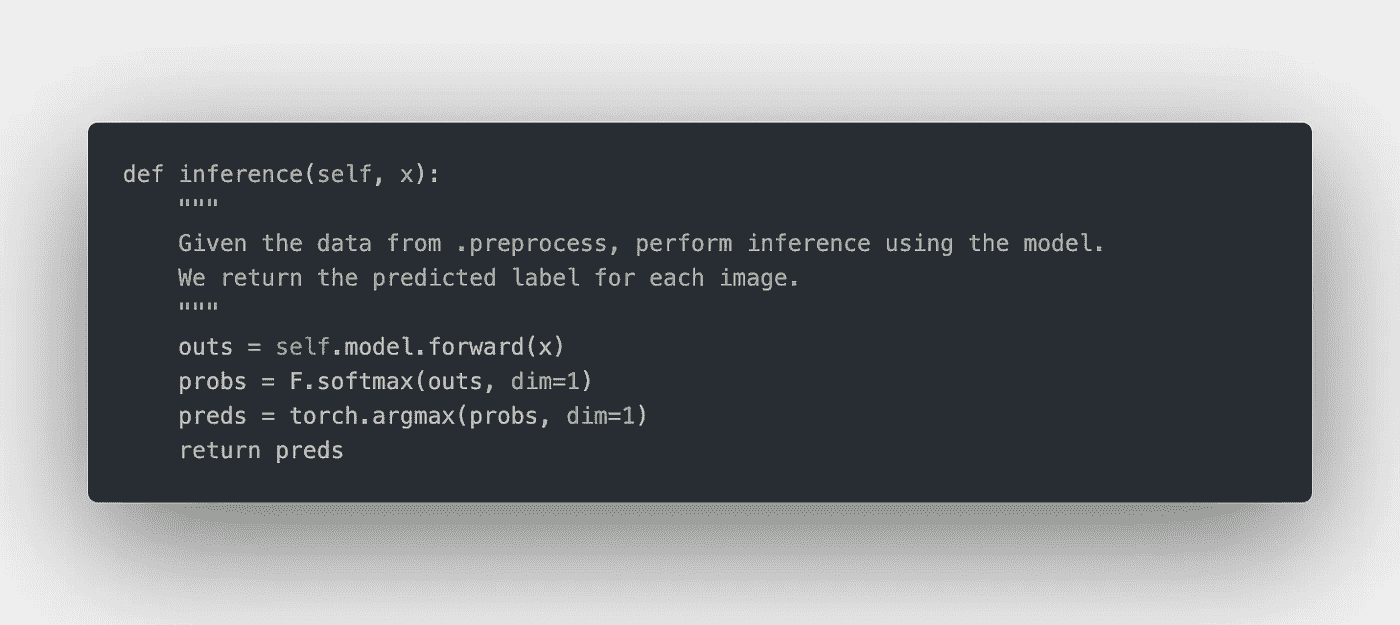 def inference(self, x):
    """
    Given the data from .preprocess, perform inference using the model.
    We return the predicted label for each image.
    """
    outs = self.model.forward(x)
    probs = F.softmax(outs, dim=1)
    preds = torch.argmax(probs, dim=1)
    return preds